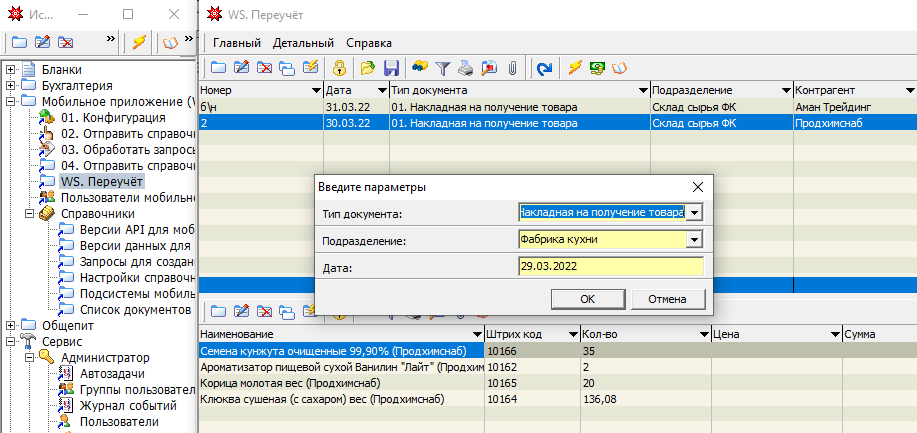 Ис...
Бланки
Бухгалтерия
Мобильное приложение (W
01. Конфигурация
02. Отправить справоч
03. Обработать запрос
04. Отправить справоч
WS. Переучёт
Пользователи мобильно
Справочники
Версии API для моб
Версии данных для
Запросы для создан
Настройки справоч
Подсистемы мобиль
Список документов
Общепит
Сервис
Администратор
Автозадачи
Группы пользовател
Журнал событий
Пользователи
WS. Переучёт
Главный Детальный Справка
Номер Дата Тип документа Подразделение Контрагент
б\н 31.03.22 01. Накладная на получение товара Склад сырья ФК Аман Трейдинг
2 30.03.22 01. Накладная на получение товара Склад сырья ФК Продхимснаб
Введите параметры
Тип документа: Накладная на получение товара
Подразделение: Фабрика кухни
Дата: 29.03.2022
OK Отмена
Наименование Штрих код Кол-во Цена Сумма
Семена кунжута очищенные 99,90% (Продхимснаб) 10166 35
Ароматизатор пищевой сухой Ванилин "Лайт" (Продхим 10162 2
Корица молотая вес (Продхимснаб) 10165 20
Клюква сушеная (с сахаром) вес (Продхимснаб) 10164 136,08